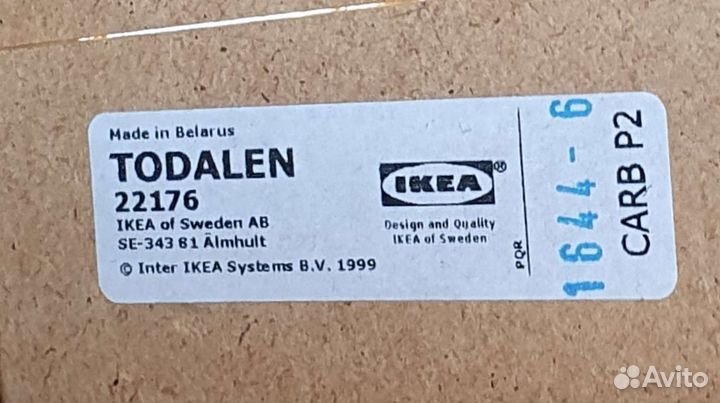 Made in Belarus
TODALEN
22176
IKEA of Sweden AB
SE-343 81 Älmhult
© Inter IKEA Systems B.V. 1999
IKEA®
Design and Quality
IKEA of Sweden
PQR
1644-6
CARB P2
Avito